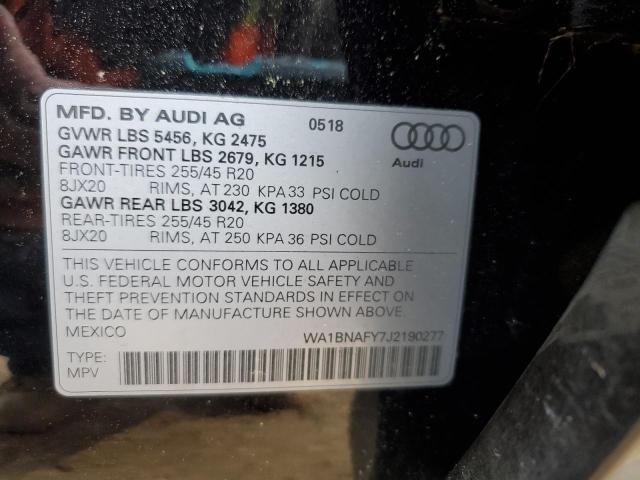 MFD. BY AUDI AG 0518
GVWR LBS 5456, KG 2475
GAWR FRONT LBS 2679, KG 1215
FRONT-TIRES 255/45 R20
8JX20 RIMS, AT 230 KPA 33 PSI COLD
GAWR REAR LBS 3042, KG 1380
REAR-TIRES 255/45 R20
8JX20 RIMS, AT 250 KPA 36 PSI COLD
Audi
THIS VEHICLE CONFORMS TO ALL APPLICABLE
U.S. FEDERAL MOTOR VEHICLE SAFETY AND
THEFT PREVENTION STANDARDS IN EFFECT ON
THE DATE OF MANUFACTURE SHOWN ABOVE.
MEXICO WA1BNAFY7J2190277
TYPE:
MPV